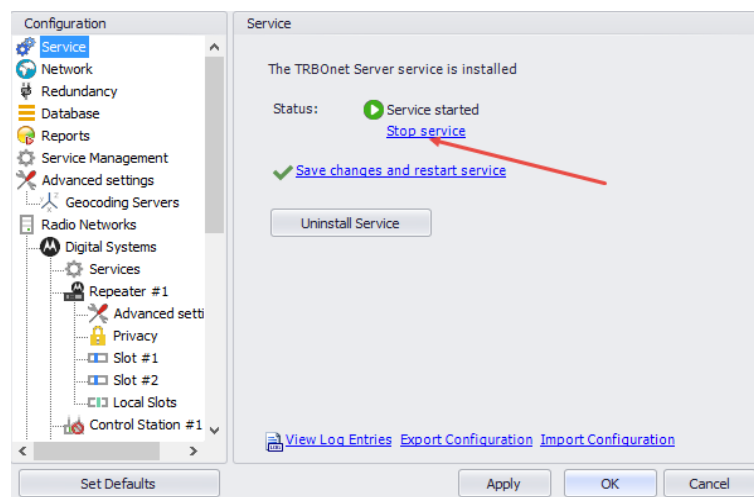 Configuration
Service
Network
Redundancy
Database
Reports
Service Management
Advanced settings
Geocoding Servers
Radio Networks
Digital Systems
Services
Repeater #1
Advanced setti
Privacy
Slot #1
Slot #2
Local Slots
Control Station #1
Set Defaults
Service
The TRBOnet Server service is installed
Status: Service started
Stop service
Save changes and restart service
Uninstall Service
View Log Entries Export Configuration Import Configuration
Apply OK Cancel